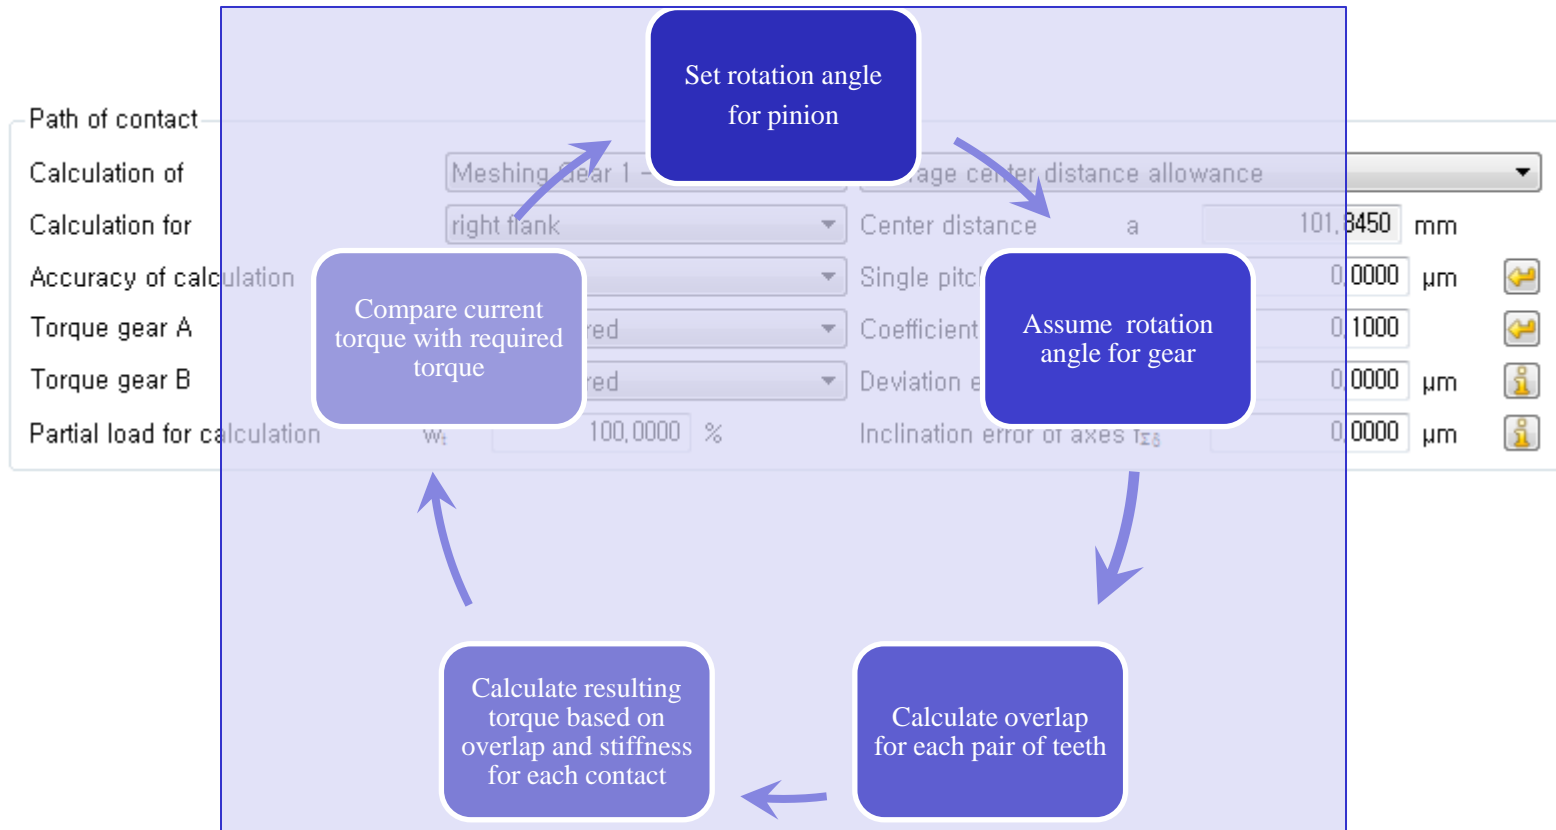 Set rotation angle
for pinion
Path of contact
Calculation of
Meshing Gear 1 -
center distance allowance
Calculation for
right flank
Center distance
a
101,8450 mm
Accuracy of calculation
Single
0,0000 µm
Compare current
torque with required
torque
Assume rotation
angle for gear
Torque gear A
Coefficient
0,1000
Torque gear B
Deviation
0,0000 µm
Partial load for calculation
wt
100,0000 %
Inclination error of axes fΣδ
0,0000 µm
Calculate resulting
torque based on
overlap and stiffness
for each contact
Calculate overlap
for each pair of teeth